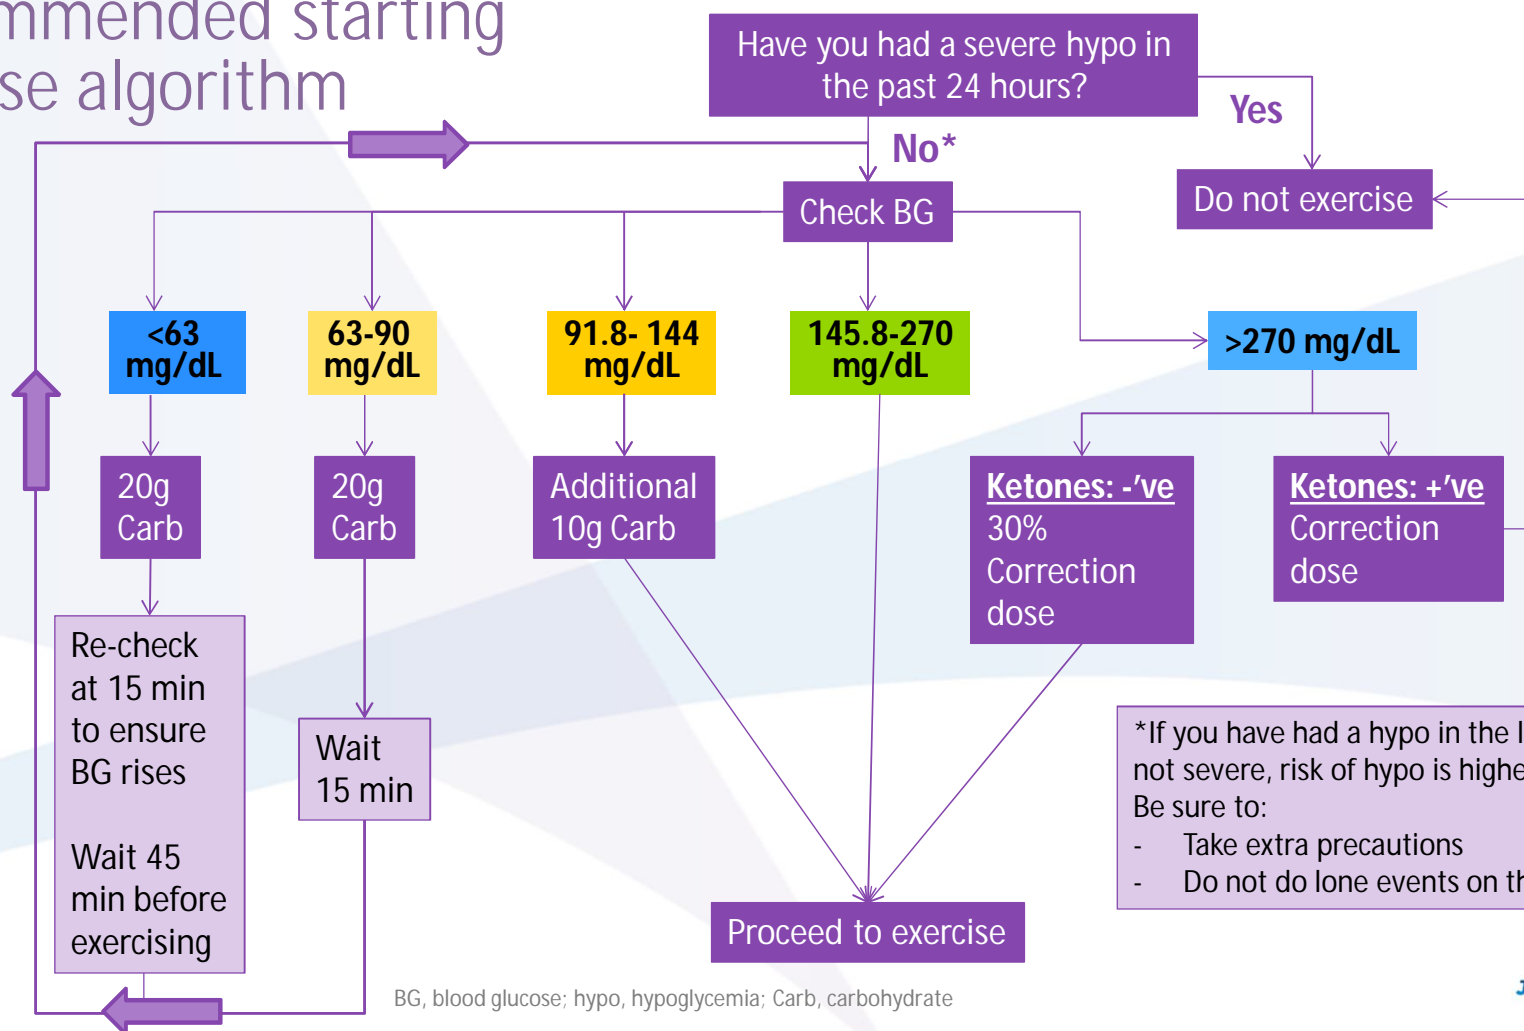 mmended starting
se algorithm
Have you had a severe hypo in
the past 24 hours?
Yes
No*
Check BG
Do not exercise
<63
mg/dL
63-90
mg/dL
91.8- 144
mg/dL
145.8-270
mg/dL
>270 mg/dL
20g
Carb
20g
Carb
Additional
10g Carb
Ketones: -’ve
30%
Correction
dose
Ketones: +’ve
Correction
dose
Re-check
at 15 min
to ensure
BG rises
Wait 45
min before
exercising
Wait
15 min
*If you have had a hypo in the
not severe, risk of hypo is highe
Be sure to:
- Take extra precautions
- Do not do lone events on th
Proceed to exercise
BG, blood glucose; hypo, hypoglycemia; Carb, carbohydrate